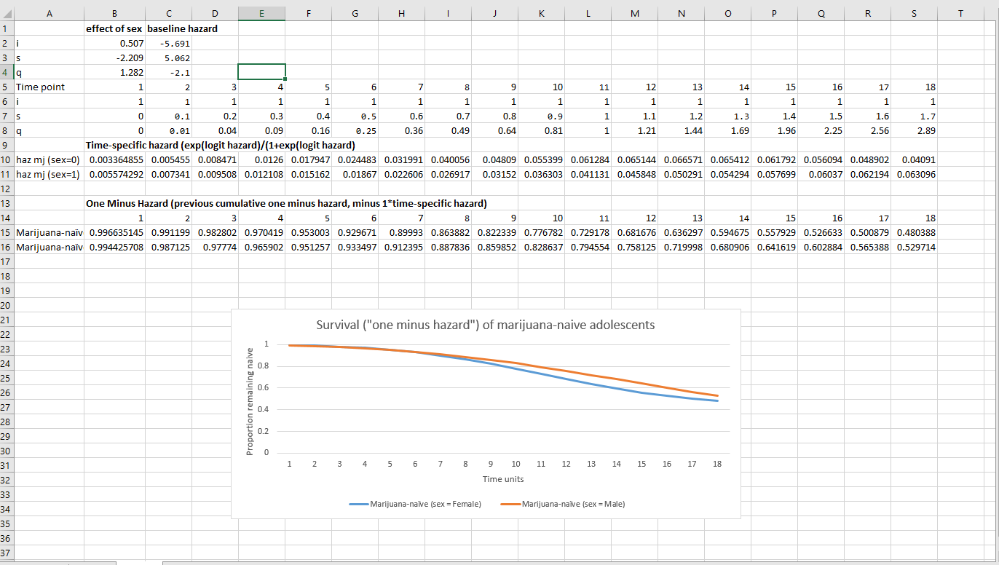 A B C D E F G H I J K L M N O P Q R S T
1 effect of sex baseline hazard
2 i 0.507 -5.691
3 s -2.209 5.062
4 q 1.282 -2.1
5 Time point 1 2 3 4 5 6 7 8 9 10 11 12 13 14 15 16 17 18
6 i 1 1 1 1 1 1 1 1 1 1 1 1 1 1 1 1 1 1
7 s 0 0.1 0.2 0.3 0.4 0.5 0.6 0.7 0.8 0.9 1 1.1 1.2 1.3 1.4 1.5 1.6 1.7
8 q 0 0.01 0.04 0.09 0.16 0.25 0.36 0.49 0.64 0.81 1 1.21 1.44 1.69 1.96 2.25 2.56 2.89
9 Time-specific hazard (exp(logit hazard)/(1+exp(logit hazard)
10 haz mj (sex=0) 0.003364855 0.005455 0.008471 0.0126 0.017947 0.024483 0.031991 0.040056 0.04809 0.055399 0.061284 0.065144 0.066571 0.065412 0.061792 0.056094 0.048902 0.04091
11 haz mj (sex=1) 0.005574292 0.007341 0.009508 0.012108 0.015162 0.01867 0.022606 0.026917 0.03152 0.036303 0.041131 0.045848 0.050291 0.054294 0.057699 0.06037 0.062194 0.063096
12
13 One Minus Hazard (previous cumulative one minus hazard, minus 1*time-specific hazard)
14 1 2 3 4 5 6 7 8 9 10 11 12 13 14 15 16 17 18
15 Marijuana-naïv 0.996635145 0.991199 0.982802 0.970419 0.953003 0.929671 0.89993 0.863882 0.822339 0.776782 0.729178 0.681676 0.636297 0.594675 0.557929 0.526633 0.500879 0.480388
16 Marijuana-naïv 0.994425708 0.987125 0.97774 0.965902 0.951257 0.933497 0.912395 0.887836 0.859852 0.828637 0.794554 0.758125 0.719998 0.680906 0.641619 0.602884 0.565388 0.529714
17
18
19
20
21
22
23
24
25
26
27
28
29
30
31
32
33
34
35
36
37
Survival ("one minus hazard") of marijuana-naive adolescents
Proportion remaining naive
1
0.8
0.6
0.4
0.2
0
1 2 3 4 5 6 7 8 9 10 11 12 13 14 15 16 17 18
Time units
Marijuana-naïve (sex = Female) Marijuana-naïve (sex = Male)